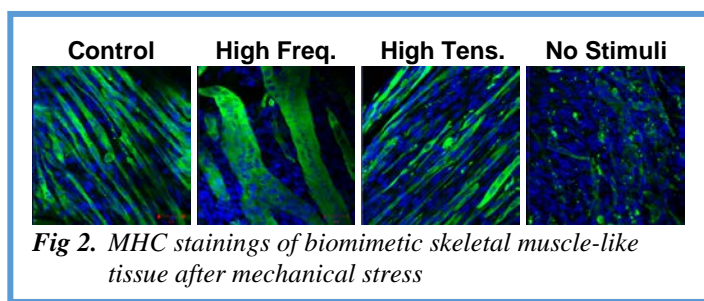 Control High Freq. High Tens. No Stimuli
Fig 2. MHC stainings of biomimetic skeletal muscle-like
tissue after mechanical stress